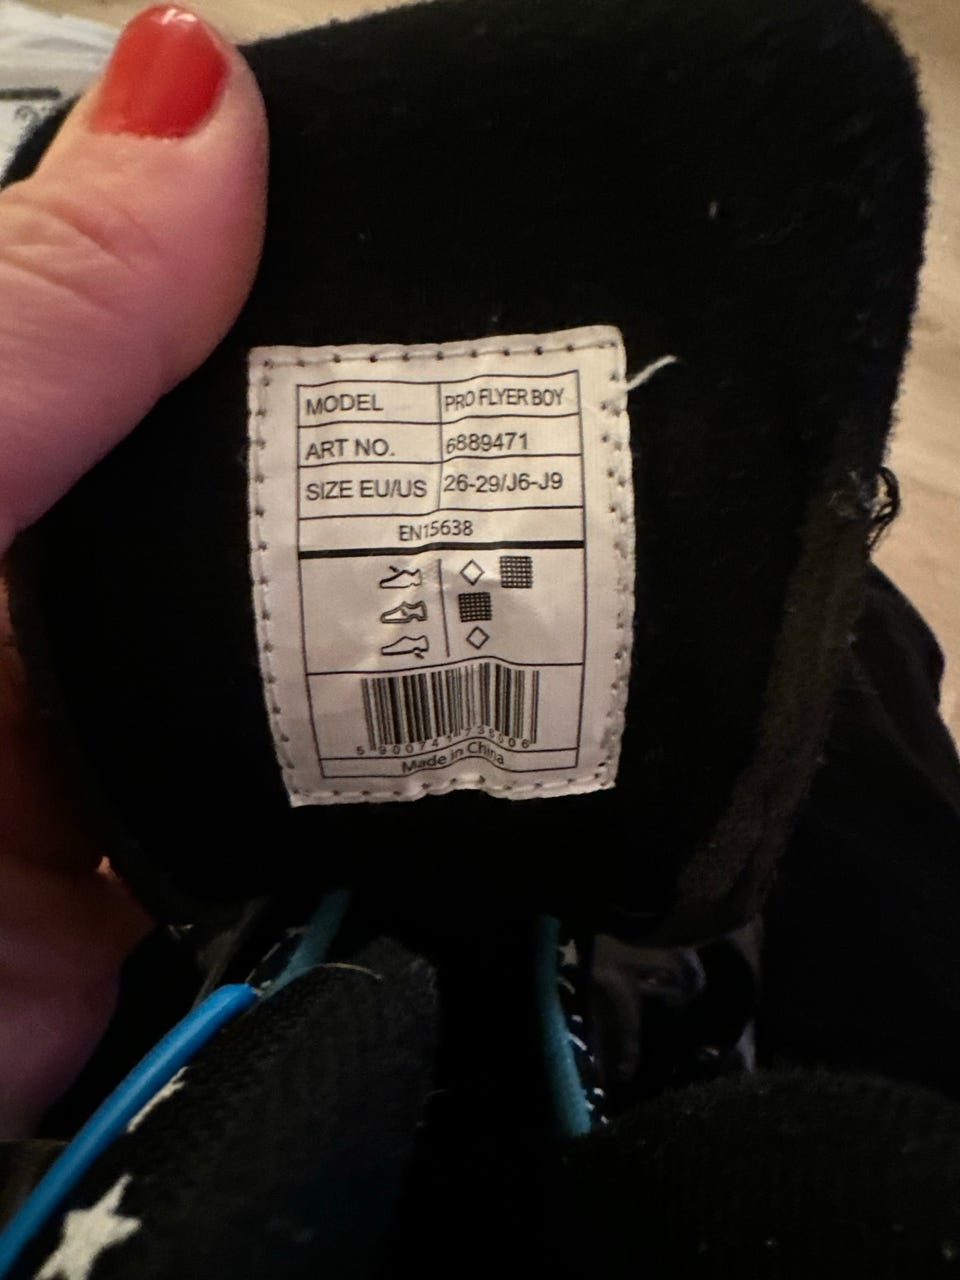 MODEL PRO FLYER BOY
ART NO. 6889471
SIZE EU/US 26-29/J6-J9
EN15638
Made in China